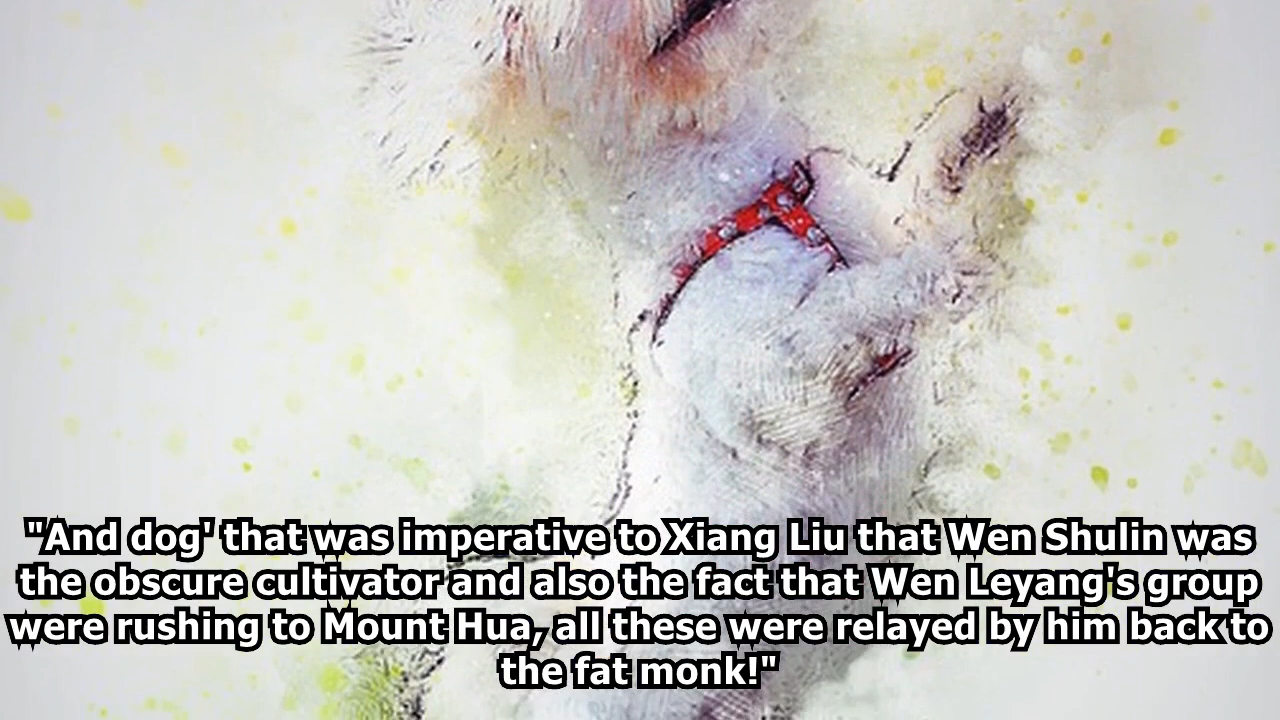 "And dog' that was imperative to Xiang Liu that Wen Shulin was
the obscure cultivator and also the fact that Wen Leyang's group
were rushing to Mount Hua, all these were relayed by him back to
the fat monk!"